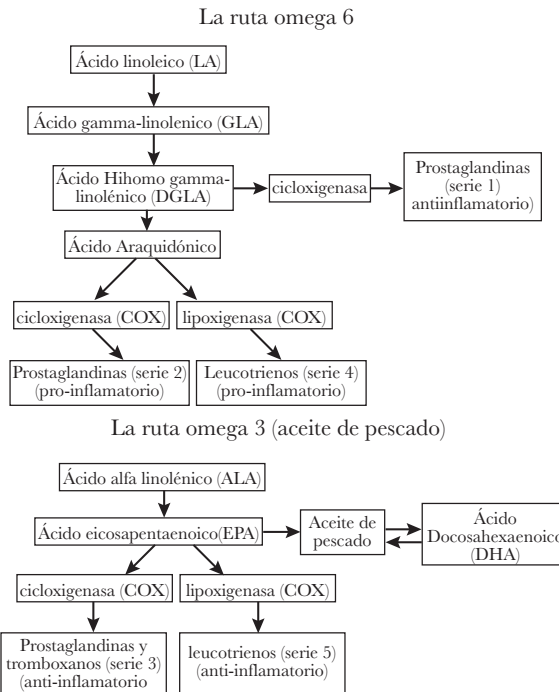 La ruta omega 6
Ácido linoleico (LA)
Ácido gamma-linolenico (GLA)
Ácido Hihomo gamma-
linolénico (DGLA)
cicloxigenasa
Prostaglandinas
(serie 1)
antiinflamatorio)
Ácido Araquidónico
cicloxigenasa (COX)
lipoxigenasa (COX)
Prostaglandinas (serie 2)
(pro-inflamatorio)
Leucotrienos (serie 4)
(pro-inflamatorio)
La ruta omega 3 (aceite de pescado)
Ácido alfa linolénico (ALA)
Ácido eicosapentaenoico(EPA)
Aceite de
pescado
Ácido
Docosahexaenoico
(DHA)
cicloxigenasa (COX)
lipoxigenasa (COX)
Prostaglandinas y
tromboxanos (serie 3)
(anti-inflamatorio
leucotrienos (serie 5)
(anti-inflamatorio)